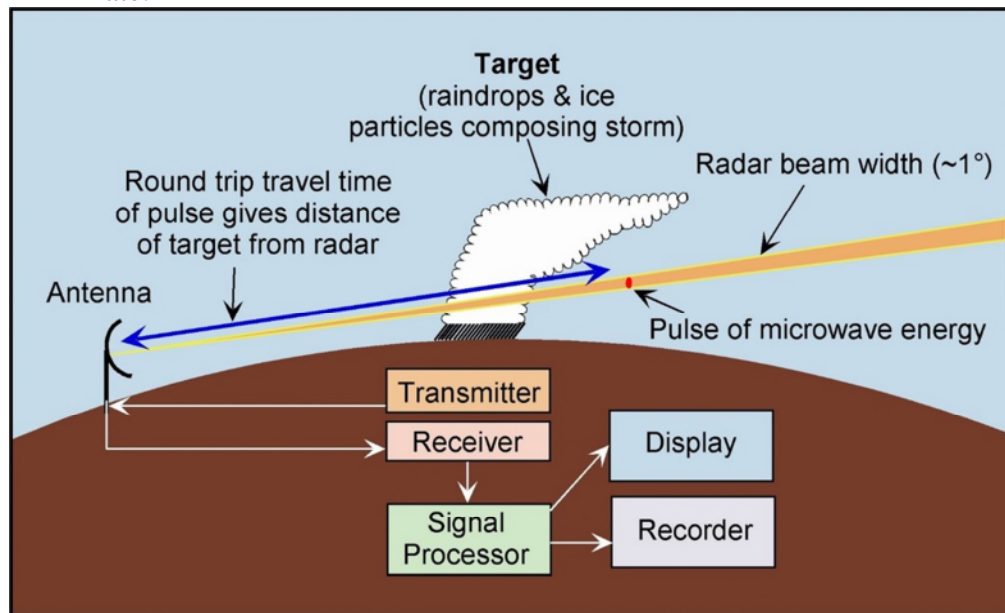 Target
(raindrops & ice
particles composing storm)
Radar beam width (~1°)
Round trip travel time
of pulse gives distance
of target from radar
Antenna
Pulse of microwave energy
Transmitter
Receiver
Display
Signal
Processor
Recorder